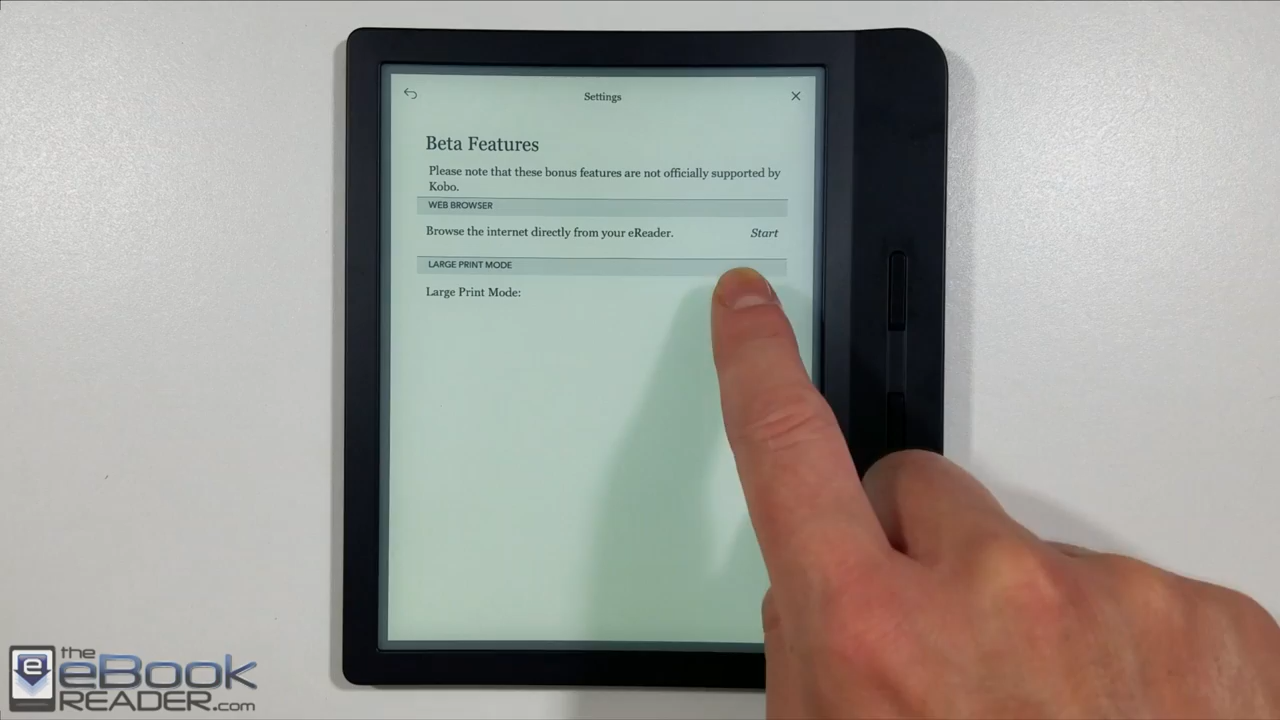 Settings
Beta Features
Please note that these bonus features are not officially supported by
Kobo.
WEB BROWSER
Browse the internet directly from your eReader. Start
LARGE PRINT MODE
Large Print Mode:
the
eBook
READER.com